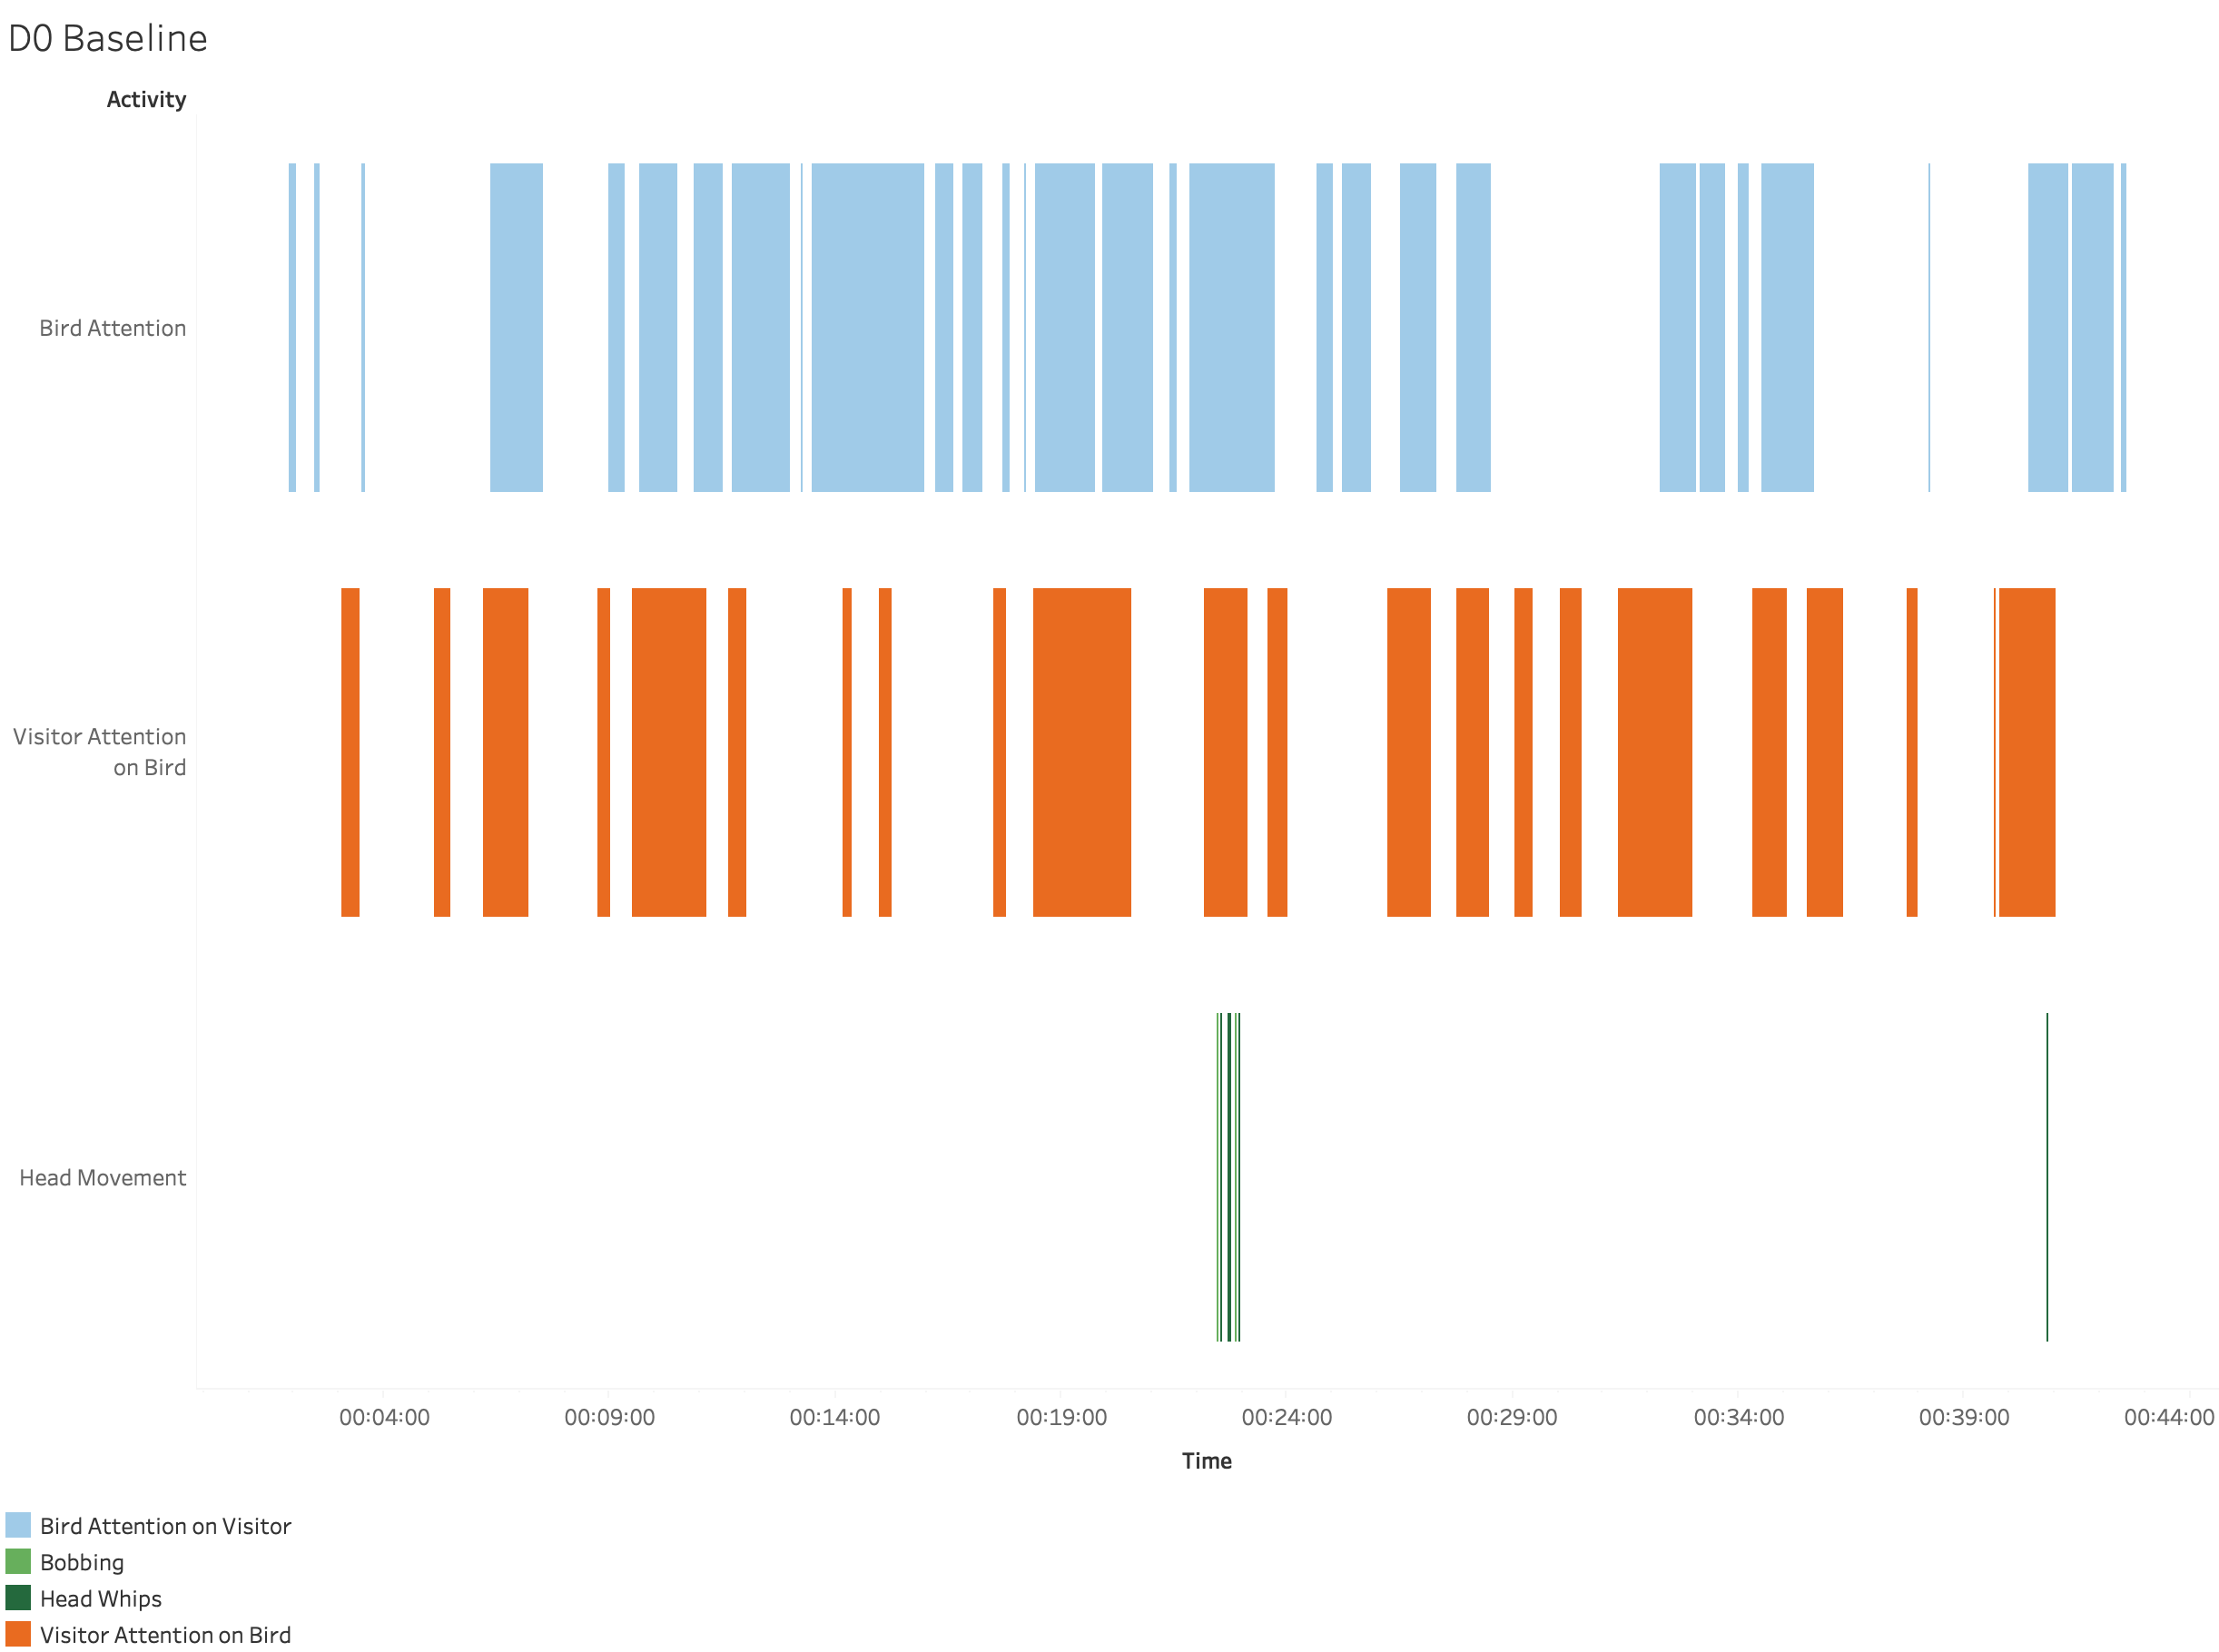 D0 Baseline
Activity
Bird Attention
Visitor Attention
on Bird
Head Movement
00:04:00 00:09:00 00:14:00 00:19:00 00:24:00 00:29:00 00:34:00 00:39:00 00:44:00
Time
Bird Attention on Visitor
Bobbing
Head Whips
Visitor Attention on Bird